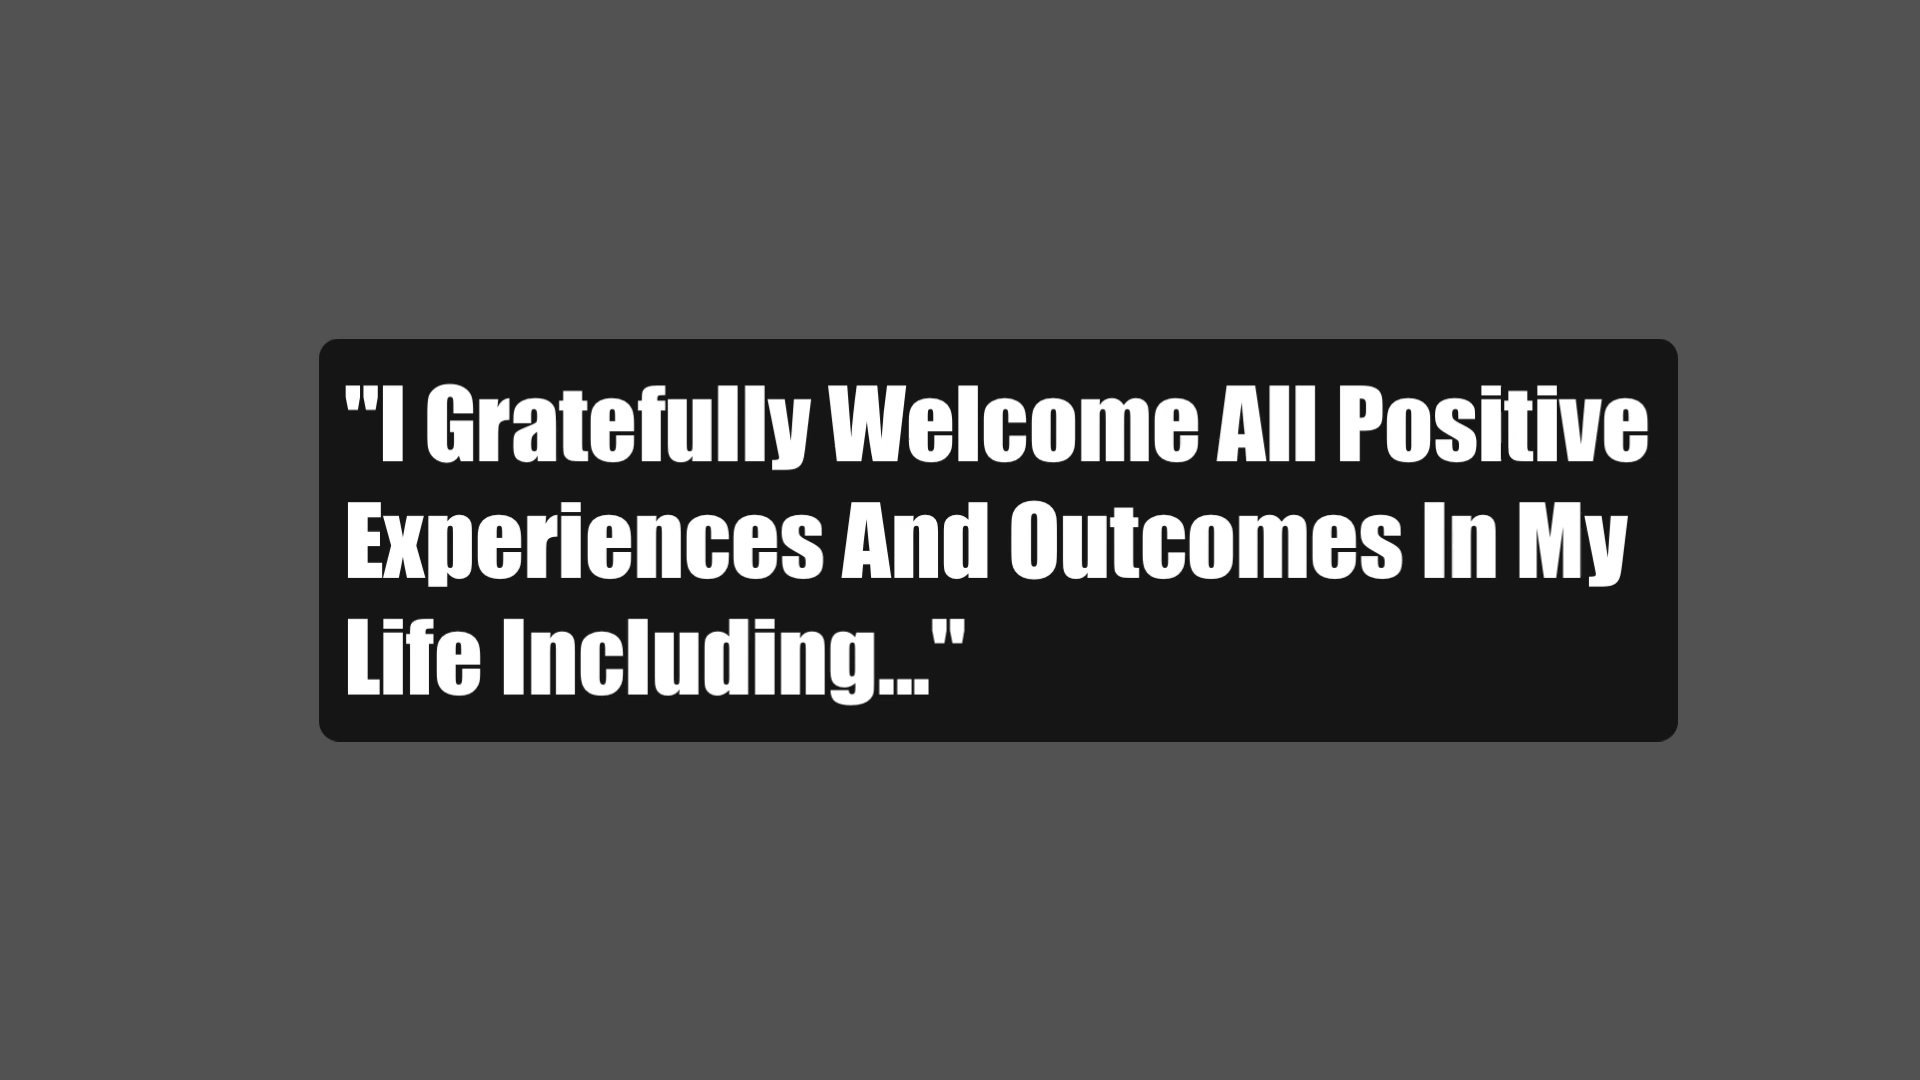 "I Gratefully Welcome All Positive
Experiences And Outcomes In My
Life Including..."